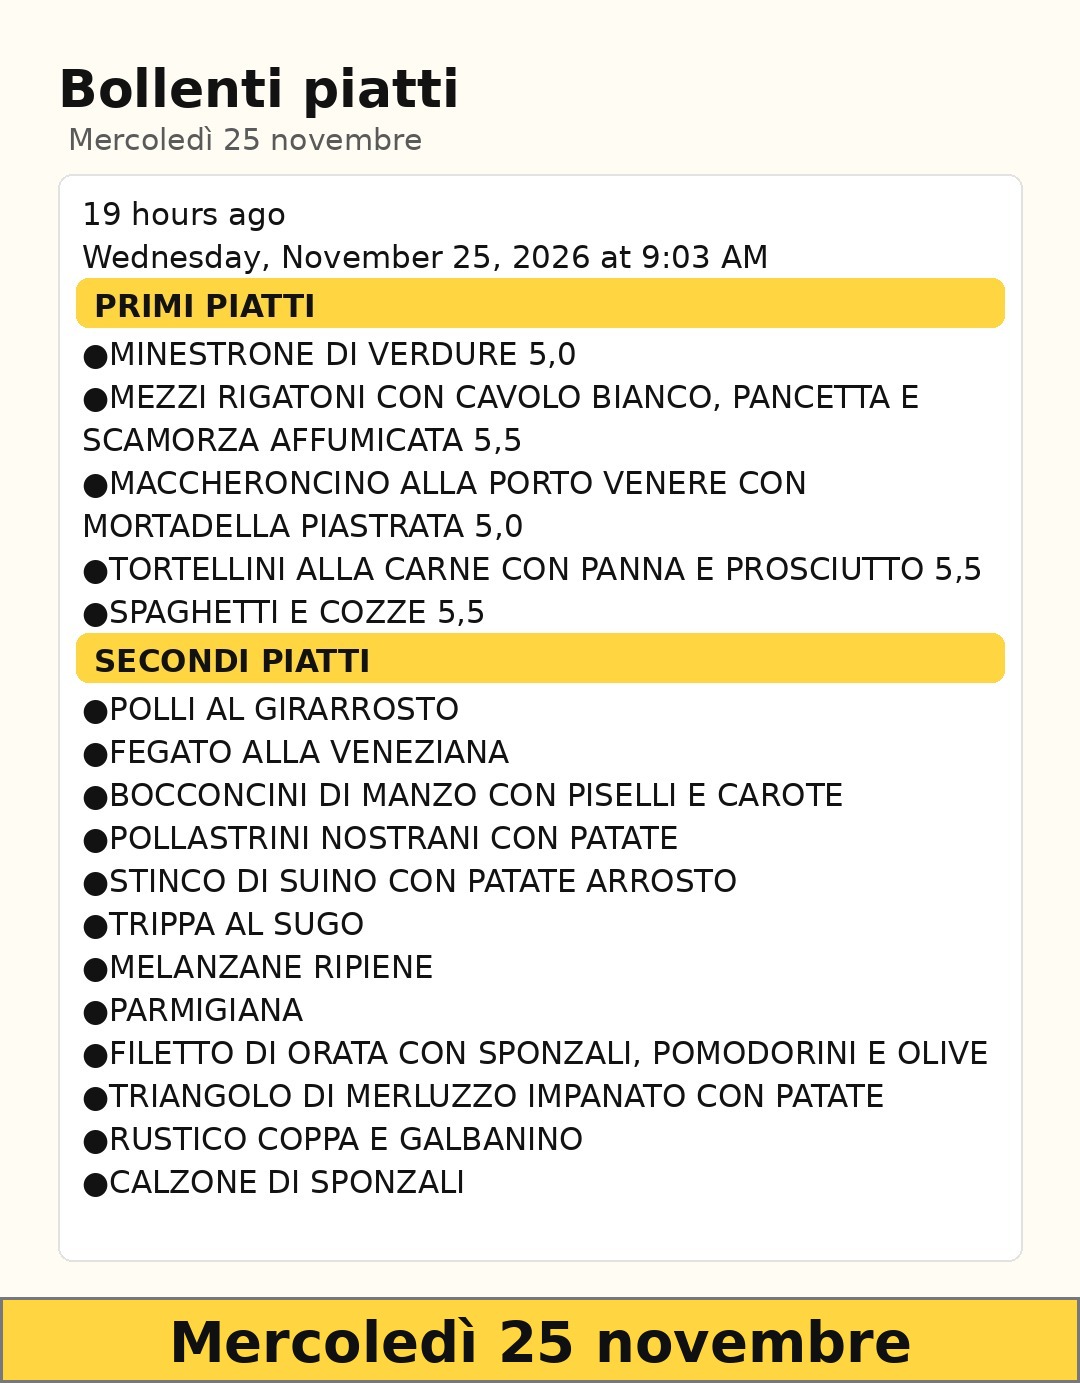 Bollenti piatti
Mercoledì 25 novembre
19 hours ago
Wednesday, November 25, 2026 at 9:03 AM
PRIMI PIATTI
●MINESTRONE DI VERDURE 5,0
●MEZZI RIGATONI CON CAVOLO BIANCO, PANCETTA E
SCAMORZA AFFUMICATA 5,5
●MACCHERONCINO ALLA PORTO VENERE CON
MORTADELLA PIASTRATA 5,0
●TORTELLINI ALLA CARNE CON PANNA E PROSCIUTTO 5,5
●SPAGHETTI E COZZE 5,5
SECONDI PIATTI
●POLLI AL GIRARROSTO
●FEGATO ALLA VENEZIANA
●BOCCONCINI DI MANZO CON PISELLI E CAROTE
●POLLASTRINI NOSTRANI CON PATATE
●STINCO DI SUINO CON PATATE ARROSTO
●TRIPPA AL SUGO
●MELANZANE RIPIENE
●PARMIGIANA
●FILETTO DI ORATA CON SPONZALI, POMODORINI E OLIVE
●TRIANGOLO DI MERLUZZO IMPANATO CON PATATE
●RUSTICO COPPA E GALBANINO
●CALZONE DI SPONZALI
Mercoledì 25 novembre